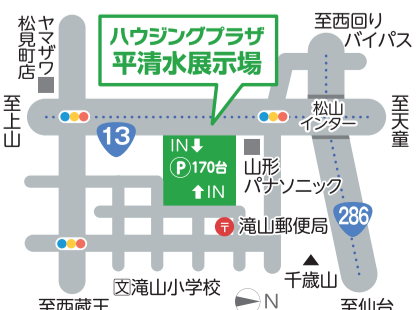 松見町店
ヤマザワ
ハウジングプラザ
平清水展示場
至西回り
バイパス
至上山
13
松山
インター
至天童
IN
P 170台
IN
山形
パナソニック
〒 滝山郵便局
286
文 滝山小学校
千歳山
N
至西蔵王
至仙台